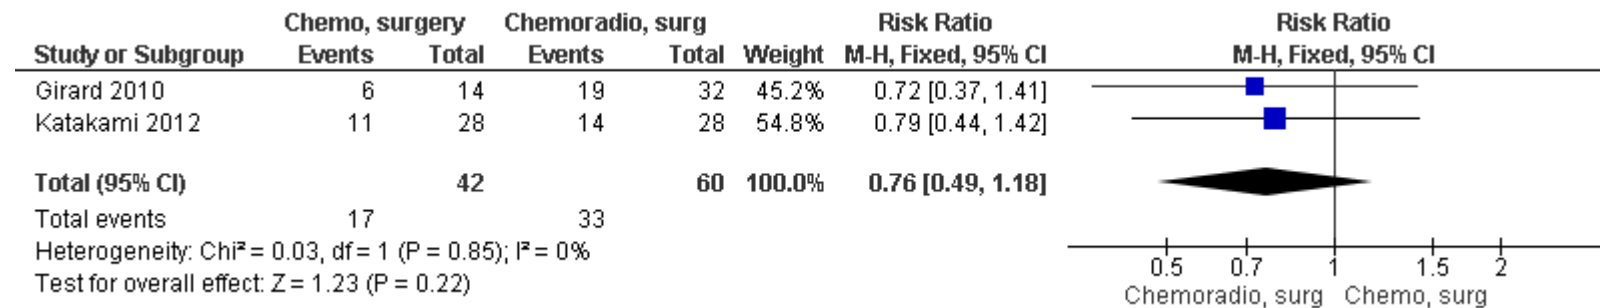 Chemo, surgery Chemoradio, surg Risk Ratio Risk Ratio
Study or Subgroup Events Total Events Total Weight M-H, Fixed, 95% CI M-H, Fixed, 95% CI
Girard 2010 6 14 19 32 45.2% 0.72 [0.37, 1.41]
Katakami 2012 11 28 14 28 54.8% 0.79 [0.44, 1.42]
Total (95% CI) 42 60 100.0% 0.76 [0.49, 1.18]
Total events 17 33
Heterogeneity: Chi² = 0.03, df = 1 (P = 0.85); I² = 0%
Test for overall effect: Z = 1.23 (P = 0.22)
0.5 0.7 1 1.5 2
Chemoradio, surg Chemo, surg